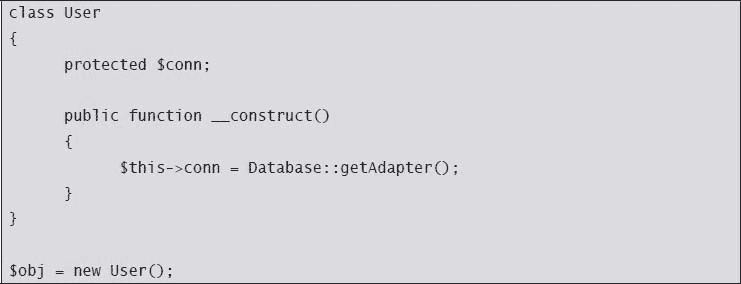 class User
{
protected $conn;
public function __construct()
{
$this->conn = Database::getAdapter();
}
}
$obj = new User();